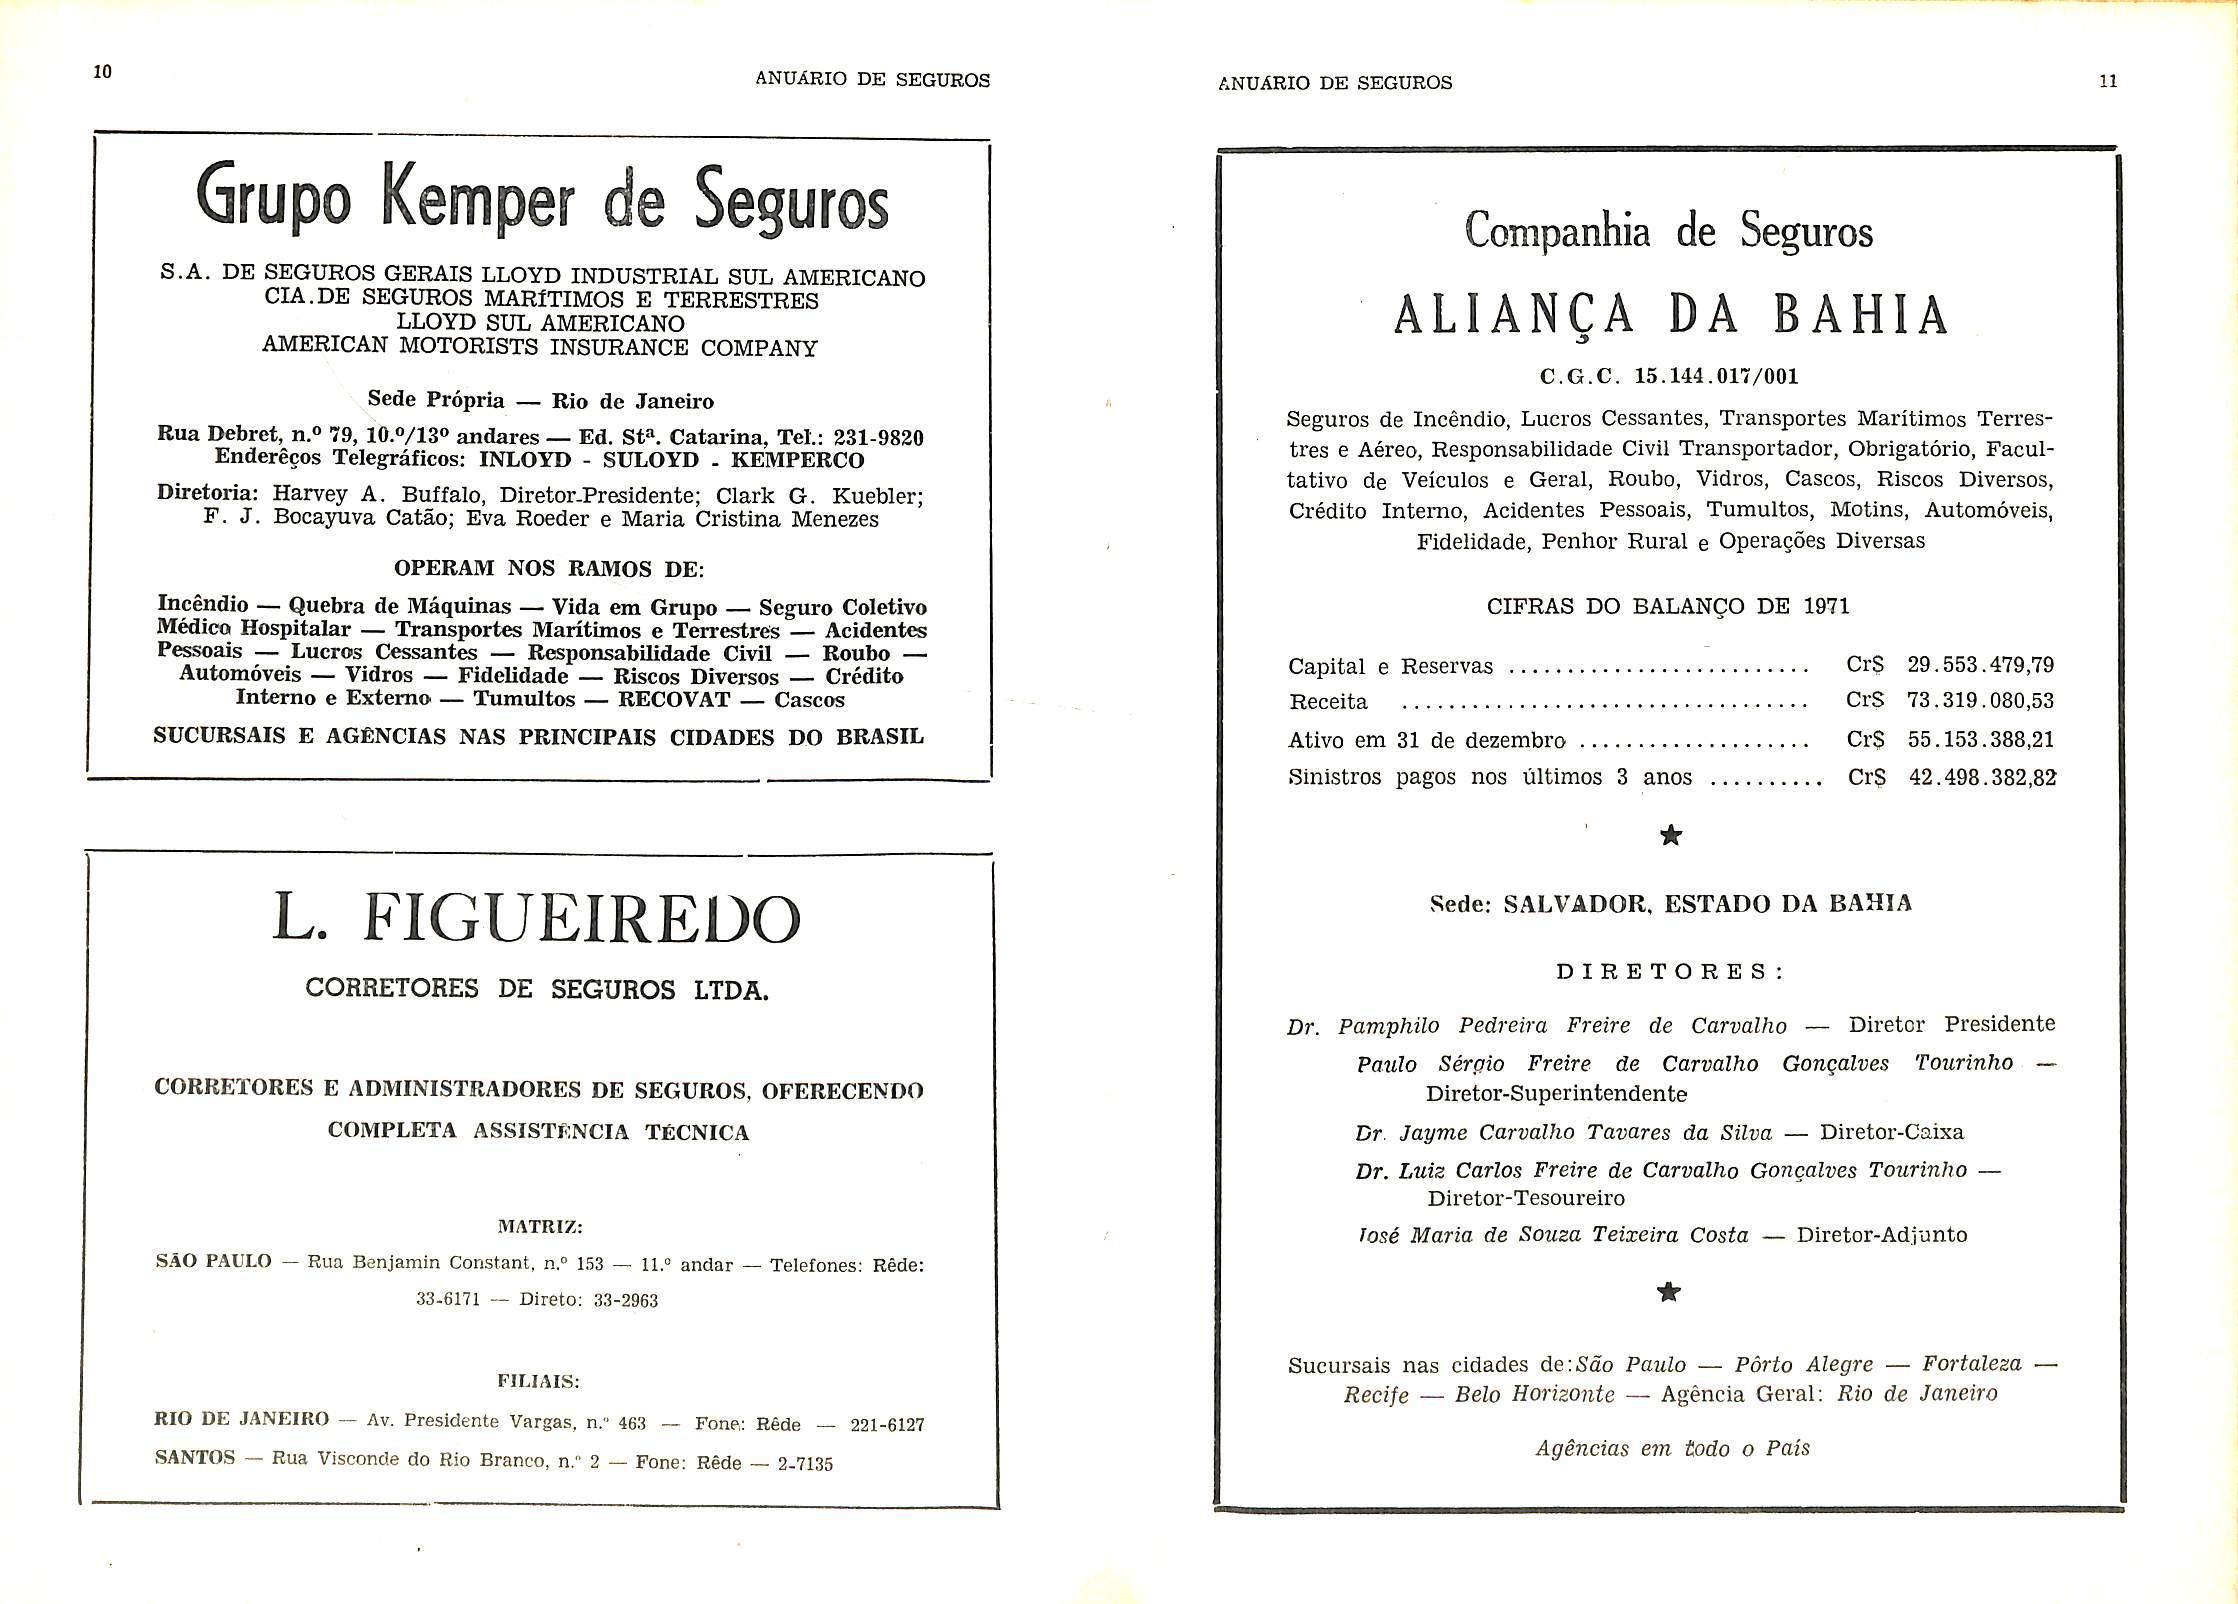 10
ANUÁRIO DE SEGUROS
Grupo Kemper de Seguros
S.A. DE SEGUROS GERAIS LLOYD INDUSTRIAL SUL AMERICANO
CIA.DE SEGUROS MARÍTIMOS E TERRESTRES
LLOYD SUL AMERICANO
AMERICAN MOTORISTS INSURANCE COMPANY
Sede Própria — Rio de Janeiro
Rua Debret, n.º 79, 10.º/13º andares — Ed. Stª. Catarina, Tel.: 231-9820
Enderêços Telegráficos: INLOYD - SULOYD - KEMPERCO
Diretoria: Harvey A. Buffalo, Diretor-Presidente; Clark G. Kuebler;
F. J. Bocayuva Catão; Eva Roeder e Maria Cristina Menezes
OPERAM NOS RAMOS DE:
Incêndio — Quebra de Máquinas — Vida em Grupo — Seguro Coletivo
Médico Hospitalar — Transportes Marítimos e Terrestres — Acidentes
Pessoais — Lucros Cessantes — Responsabilidade Civil — Roubo —
Automóveis — Vidros — Fidelidade — Riscos Diversos — Crédito
Interno e Externo — Tumultos — RECOVAT — Cascos
SUCURSAIS E AGÊNCIAS NAS PRINCIPAIS CIDADES DO BRASIL
L. FIGUEIREDO
CORRETORES DE SEGUROS LTDA.
CORRETORES E ADMINISTRADORES DE SEGUROS, OFERECENDO
COMPLETA ASSISTÊNCIA TÉCNICA
MATRIZ:
SÃO PAULO — Rua Benjamin Constant, n.º 153 — 11.º andar — Telefones: Rêde:
33-6171 — Direto: 33-2963
FILIAIS:
RIO DE JANEIRO — Av. Presidente Vargas, n.º 463 — Fone: Rêde — 221-6127
SANTOS — Rua Visconde do Rio Branco, n.º 2 — Fone: Rêde — 2-7135
ANUÁRIO DE SEGUROS
11
Companhia de Seguros
ALIANÇA DA BAHIA
C.G.C. 15.144.017/001
Seguros de Incêndio, Lucros Cessantes, Transportes Marítimos Terres-
tres e Aéreo, Responsabilidade Civil Transportador, Obrigatório, Facul-
tativo de Veículos e Geral, Roubo, Vidros, Cascos, Riscos Diversos,
Crédito Interno, Acidentes Pessoais, Tumultos, Motins, Automóveis,
Fidelidade, Penhor Rural e Operações Diversas
CIFRAS DO BALANÇO DE 1971
Capital e Reservas .......................... Cr$ 29.553.479,79
Receita ................................... Cr$ 73.319.080,53
Ativo em 31 de dezembro .................... Cr$ 55.153.388,21
Sinistros pagos nos últimos 3 anos .......... Cr$ 42.498.382,82
★
Sede: SALVADOR, ESTADO DA BAHIA
DIRETORES:
Dr. Pamphilo Pedreira Freire de Carvalho — Diretor Presidente
Paulo Sérgio Freire de Carvalho Gonçalves Tourinho —
Diretor-Superintendente
Dr. Jayme Carvalho Tavares da Silva — Diretor-Caixa
Dr. Luiz Carlos Freire de Carvalho Gonçalves Tourinho —
Diretor-Tesoureiro
José Maria de Souza Teixeira Costa — Diretor-Adjunto
★
Sucursais nas cidades de: São Paulo — Pôrto Alegre — Fortaleza —
Recife — Belo Horizonte — Agência Geral: Rio de Janeiro
Agências em todo o País